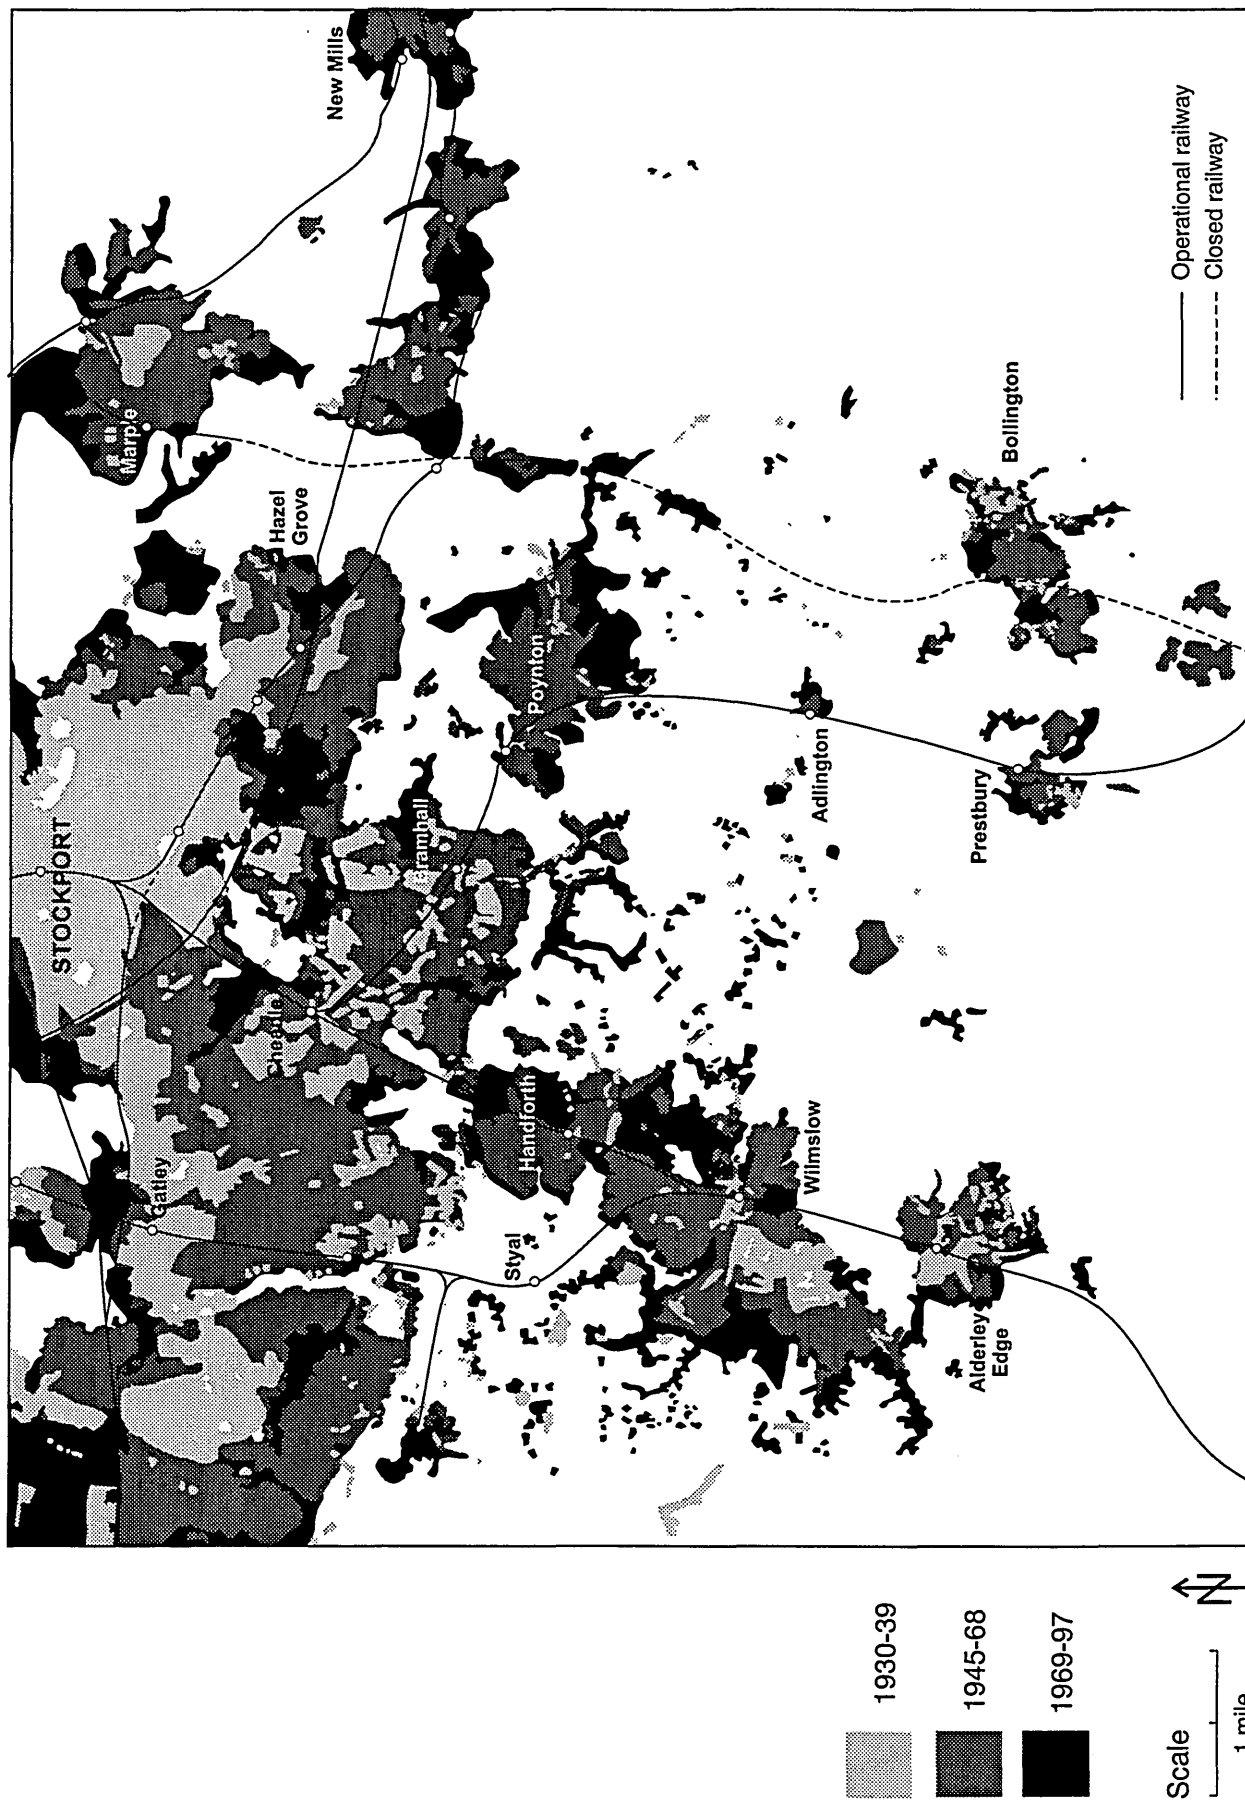 New Mills
Marple
Hazel
Grove
STOCKPORT
Poynton
Bramhall
Cheadle
Gatley
Handforth
Styal
Wilmslow
Alderley
Edge
Adlington
Prestbury
Bollington
Operational railway
Closed railway
1930-39
1945-68
1969-97
Scale
1 mile
N